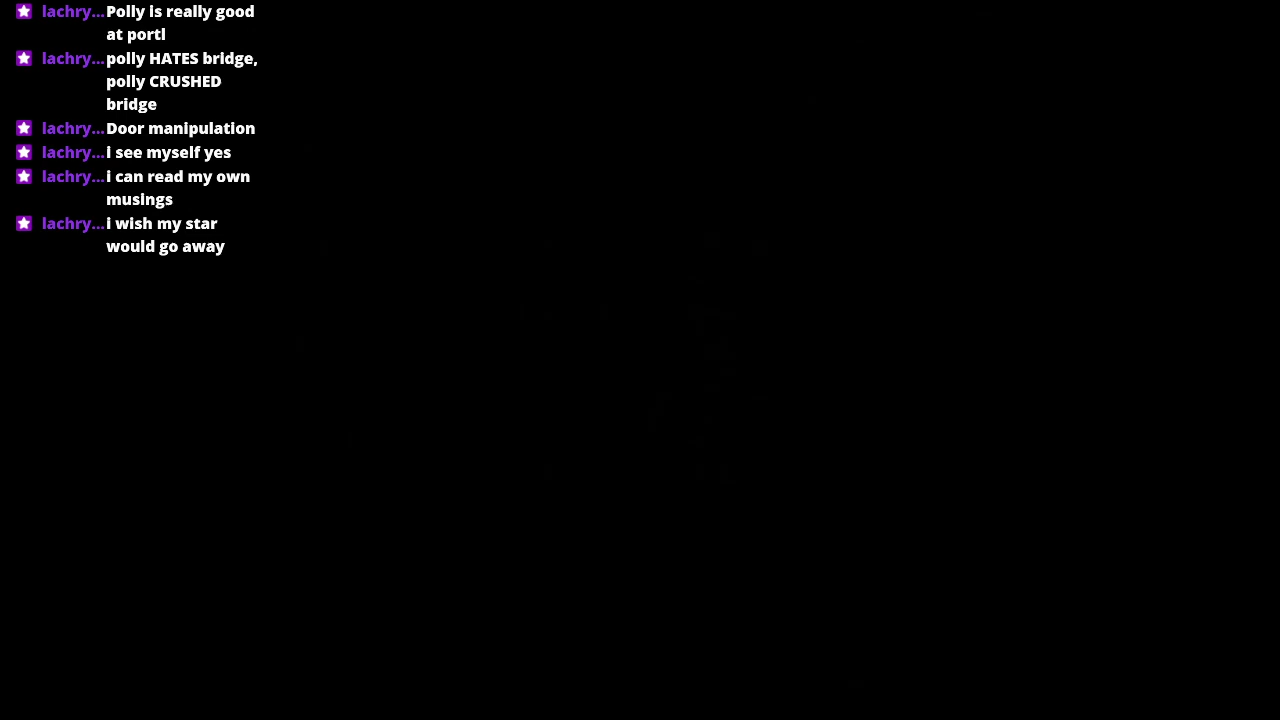 lachry...Polly is really good
at portl
lachry...polly HATES bridge,
polly CRUSHED
bridge
lachry...Door manipulation
lachry...i see myself yes
lachry...i can read my own
musings
lachry...i wish my star
would go away